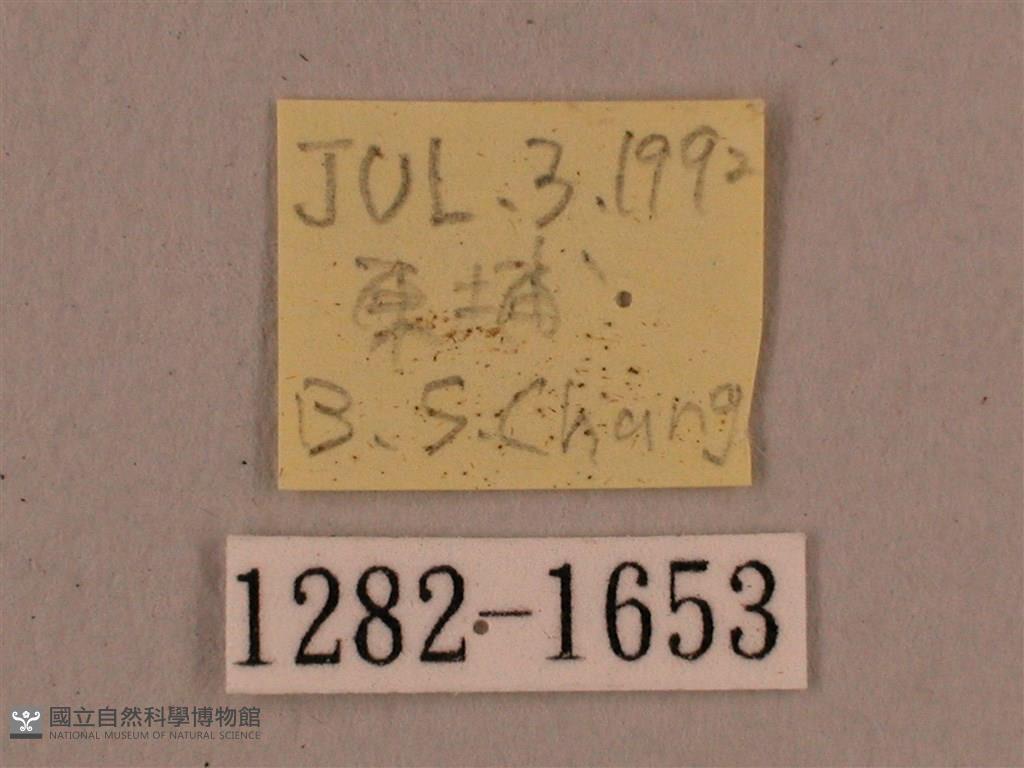 JUL.3.1992
東埔
B.S.Chang
1282-1653
國立自然科學博物館
NATIONAL MUSEUM OF NATURAL SCIENCE